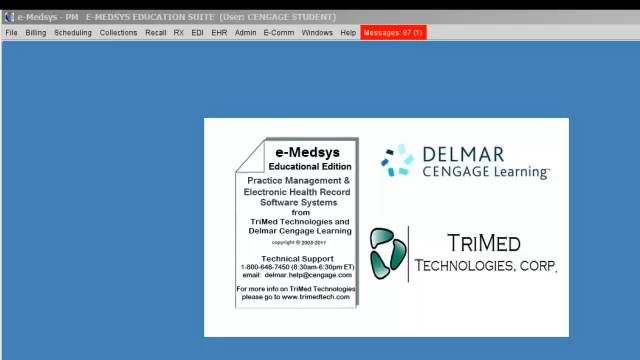 e-Medsys - PM E-MEDSYS EDUCATION SUITE (User: CENGAGE STUDENT)
File Billing Scheduling Collections Recall RX EDI EHR Admin E-Comm Windows Help Messages: 87 (1)
e-Medsys
Educational Edition
Practice Management &
Electronic Health Record
Software Systems
from
TriMed Technologies and
Delmar Cengage Learning
copyright © 2003-2011
Technical Support
1-800-648-7450 (8:30am-6:30pm ET)
email: delmar.help@cengage.com
For more info on TriMed Technologies
please go to www.trimedtech.com
DELMAR
CENGAGE Learning™
TRIMED
TECHNOLOGIES, CORP.